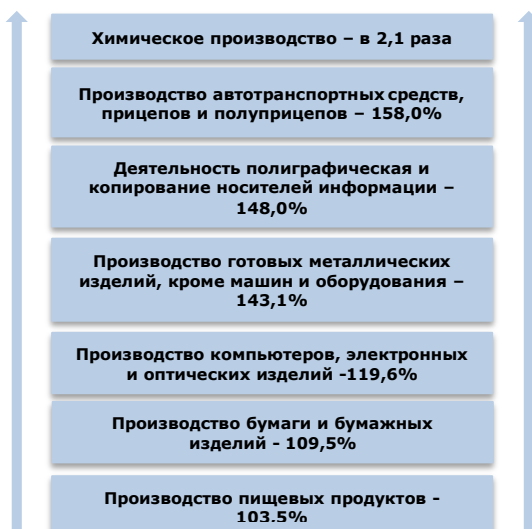 Химическое производство – в 2,1 раза
Производство автотранспортных средств,
прицепов и полуприцепов – 158,0%
Деятельность полиграфическая и
копирование носителей информации –
148,0%
Производство готовых металлических
изделий, кроме машин и оборудования –
143,1%
Производство компьютеров, электронных
и оптических изделий -119,6%
Производство бумаги и бумажных
изделий - 109,5%
Производство пищевых продуктов -
103,5%